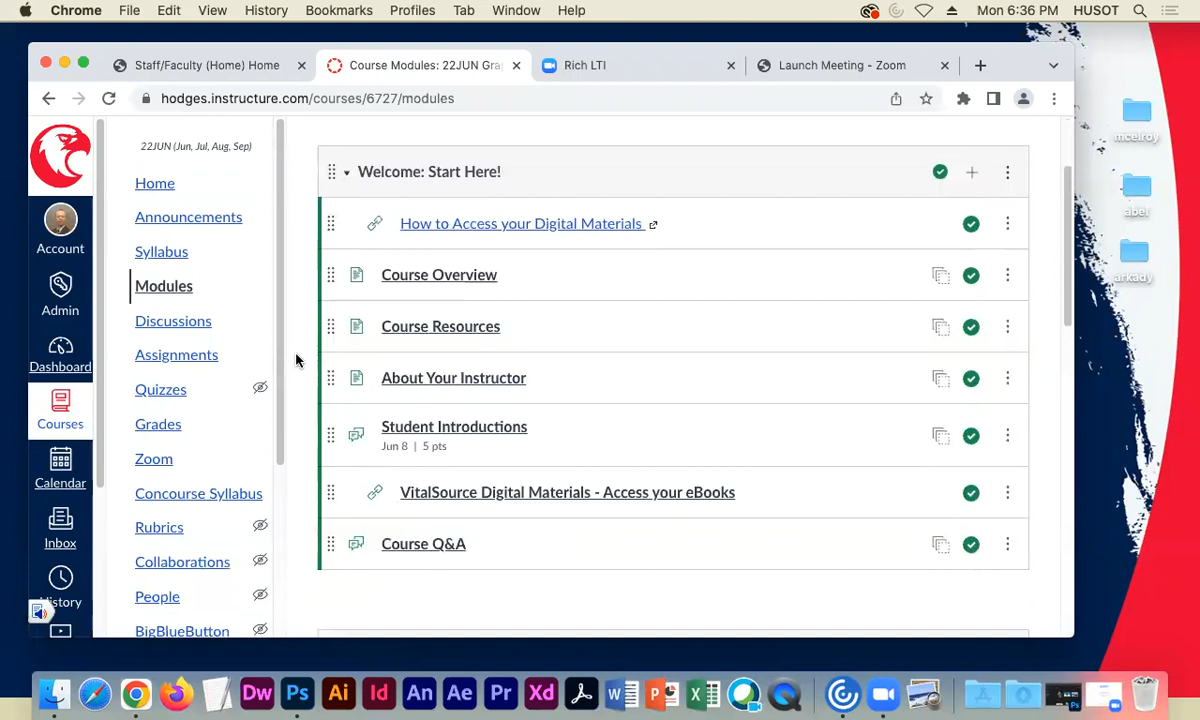 Chrome File Edit View History Bookmarks Profiles Tab Window Help Mon 6:36 PM HUSOT
Staff/Faculty (Home) Home
Course Modules: 22JUN Gra
Rich LTI
Launch Meeting - Zoom
hodges.instructure.com/courses/6727/modules
Account
Admin
Dashboard
Courses
Calendar
Inbox
History
22JUN (Jun, Jul, Aug, Sep)
Home
Announcements
Syllabus
Modules
Discussions
Assignments
Quizzes
Grades
Zoom
Concourse Syllabus
Rubrics
Collaborations
People
BigBlueButton
Welcome: Start Here!
How to Access your Digital Materials
Course Overview
Course Resources
About Your Instructor
Student Introductions
Jun 8 | 5 pts
VitalSource Digital Materials - Access your eBooks
Course Q&A
mcelroy
abel
arkady
Dw Ps Ai Id An Ae Pr Xd W P X